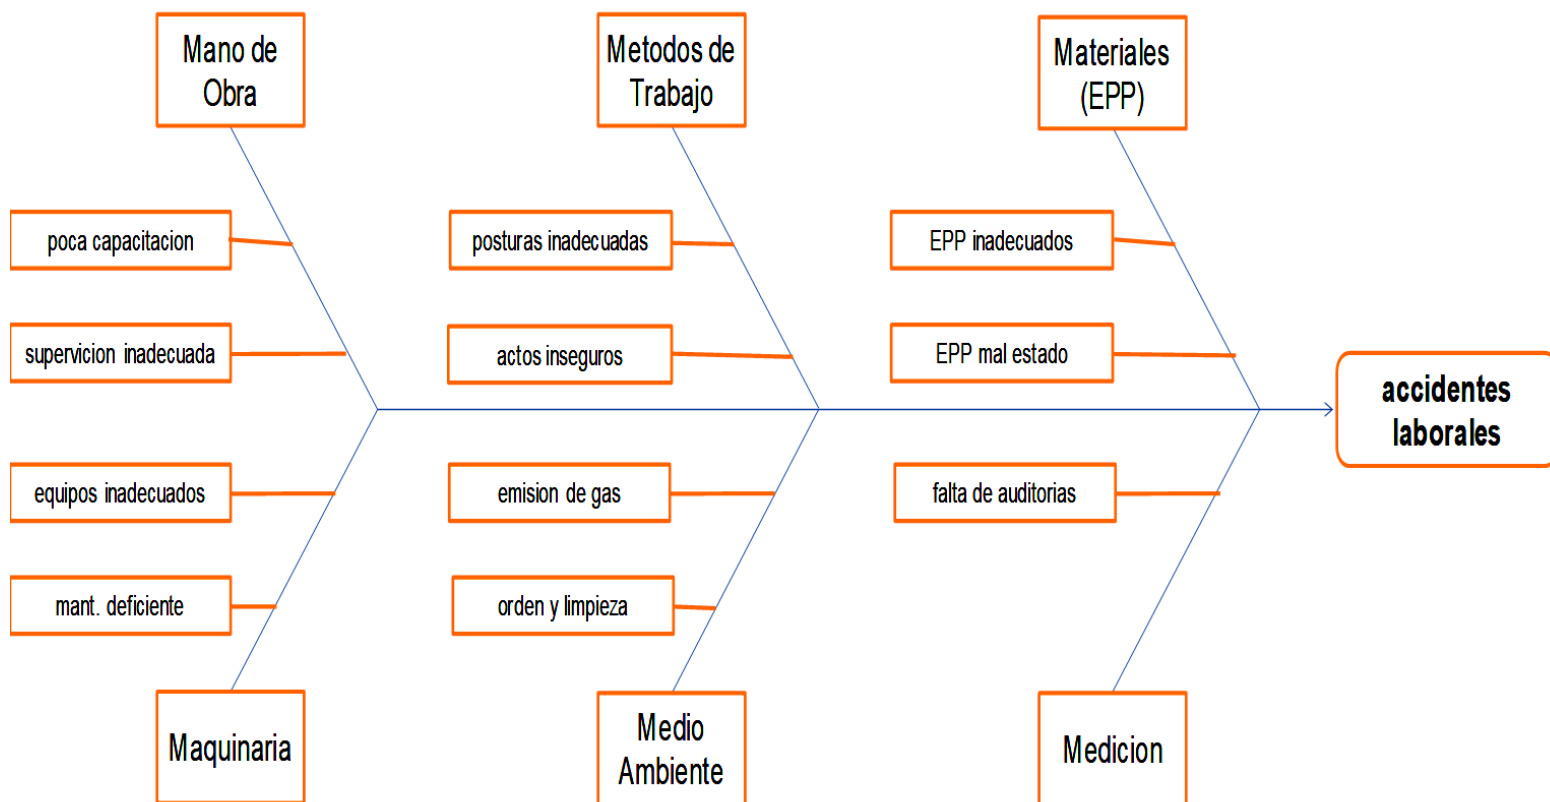 Mano de
Obra
Metodos de
Trabajo
Materiales
(EPP)
poca capacitacion
posturas inadecuadas
EPP inadecuados
supervicion inadecuada
actos inseguros
EPP mal estado
accidentes
laborales
equipos inadecuados
emision de gas
falta de auditorias
mant. deficiente
orden y limpieza
Maquinaria
Medio
Ambiente
Medicion